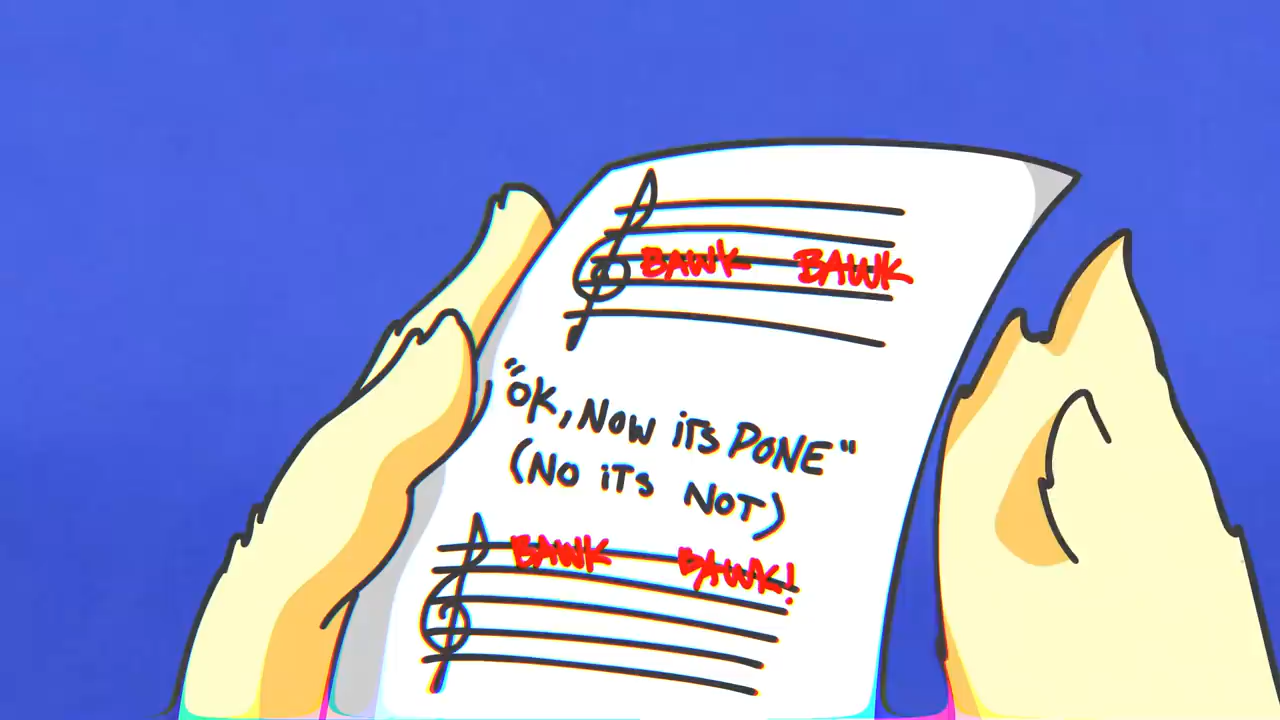 BAWK BAWK
"OK, NOW iTS DONE"
(NO iTS NOT)
BAWK BAWK!